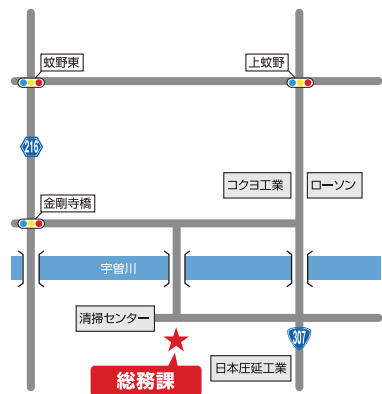 蚊野東
上蚊野
216
コクヨ工業
ローソン
金剛寺橋
宇曽川
清掃センター
307
日本圧延工業
総務課